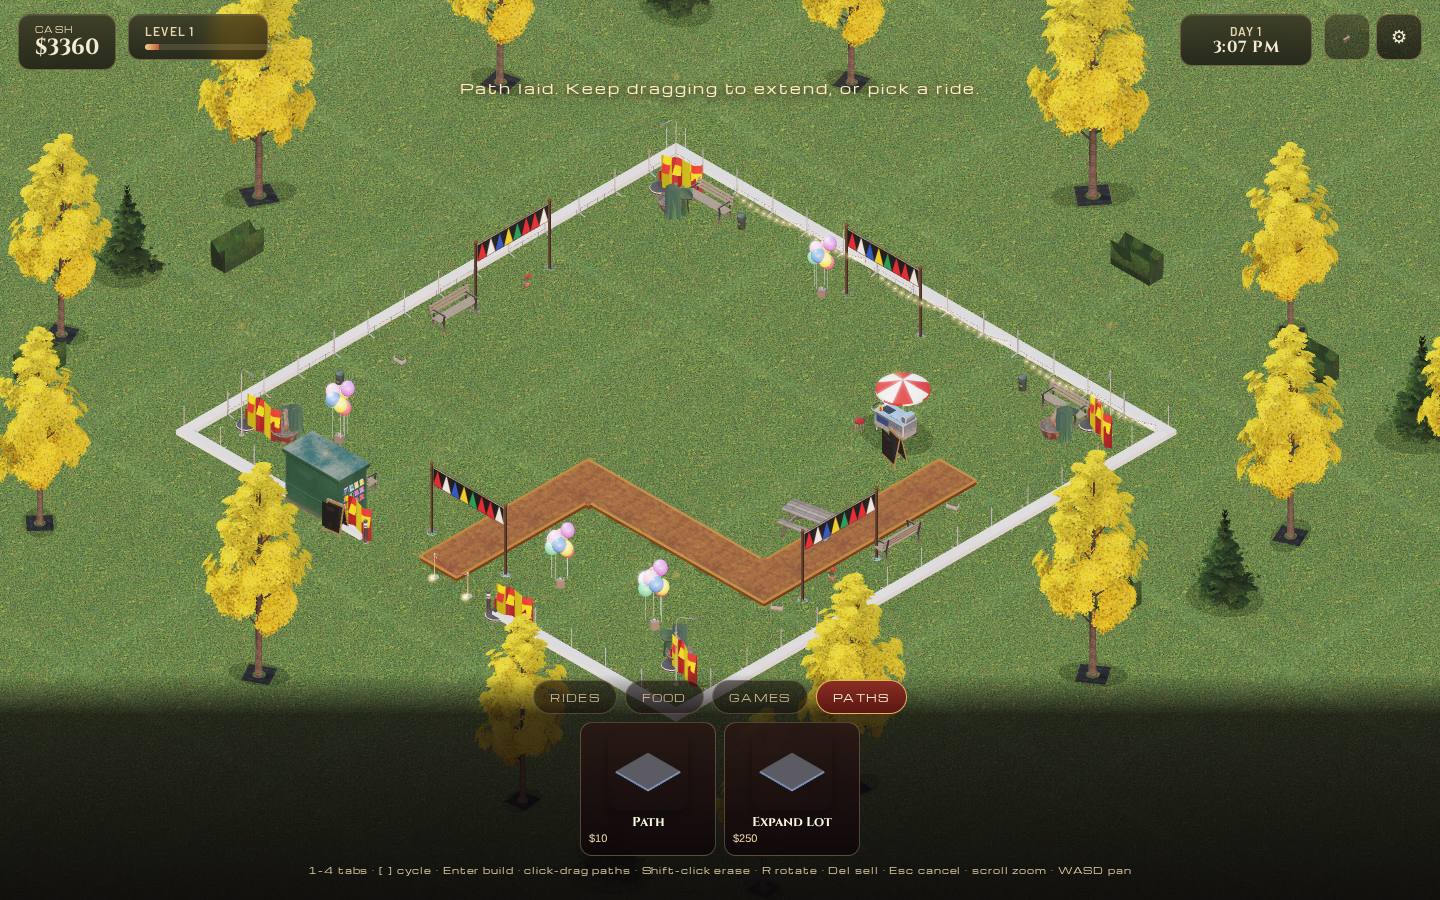 CASH
$3360
LEVEL 1
DAY 1
3:07 PM
Path laid. Keep dragging to extend, or pick a ride.
RIDES
FOOD
GAMES
PATHS
Path
$10
Expand Lot
$250
1-4 tabs · [ ] cycle · Enter build · click-drag paths · Shift-click erase · R rotate · Del sell · Esc cancel · scroll zoom · WASD pan